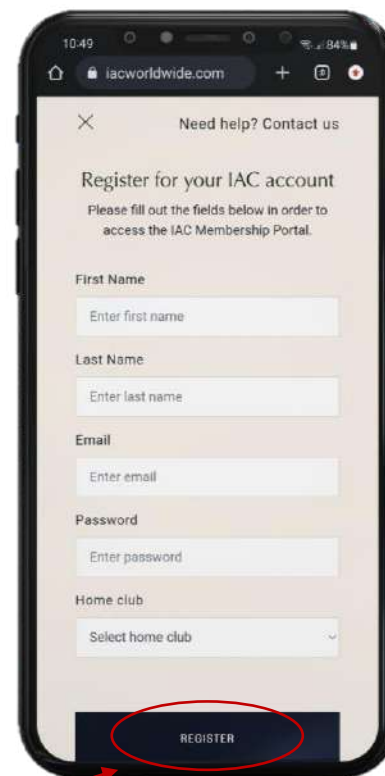 10:49 84%
iacworldwide.com
Need help? Contact us
Register for your IAC account
Please fill out the fields below in order to
access the IAC Membership Portal.
First Name
Enter first name
Last Name
Enter last name
Email
Enter email
Password
Enter password
Home club
Select home club
REGISTER